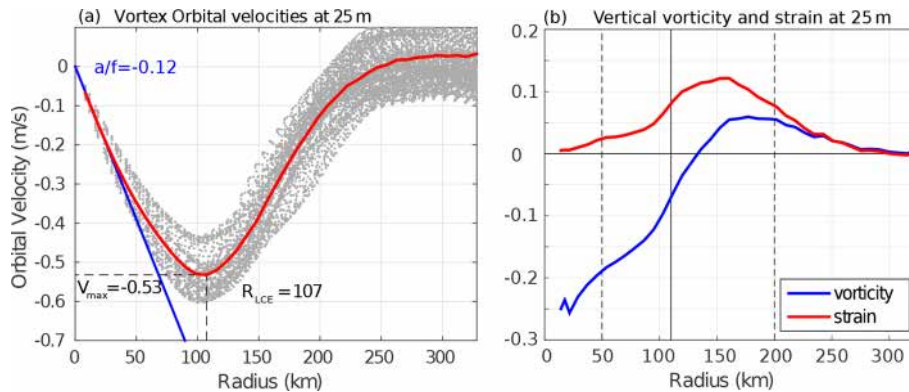 (a) Vortex Orbital velocities at 25 m
0
-0.1
-0.2
-0.3
-0.4
-0.5
-0.6
-0.7
Orbital Velocity (m/s)
a/f=-0.12
Vmax=-0.53
RLCE=107
0 50 100 150 200 250 300
Radius (km)
(b) Vertical vorticity and strain at 25 m
0.2
0.1
0
-0.1
-0.2
-0.3
vorticity
strain
0 50 100 150 200 250 300
Radius (km)